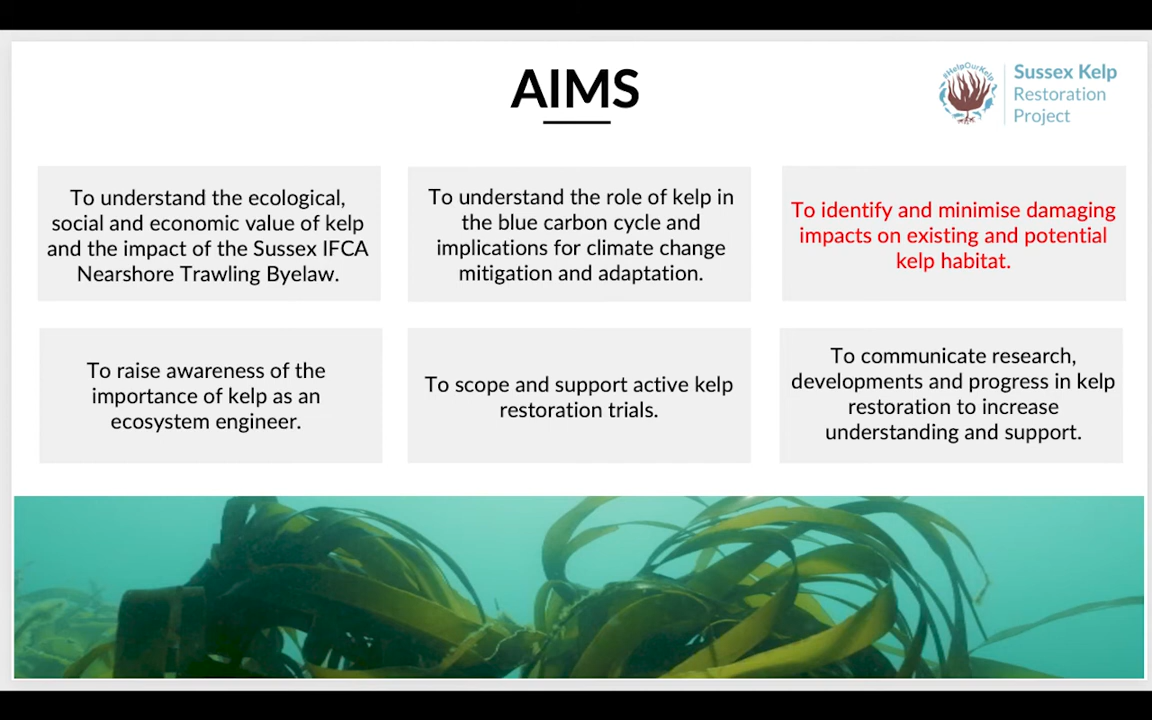 AIMS
#HelpOurKelp
Sussex Kelp
Restoration
Project
To understand the ecological,
social and economic value of kelp
and the impact of the Sussex IFCA
Nearshore Trawling Byelaw.
To understand the role of kelp in
the blue carbon cycle and
implications for climate change
mitigation and adaptation.
To identify and minimise damaging
impacts on existing and potential
kelp habitat.
To raise awareness of the
importance of kelp as an
ecosystem engineer.
To scope and support active kelp
restoration trials.
To communicate research,
developments and progress in kelp
restoration to increase
understanding and support.